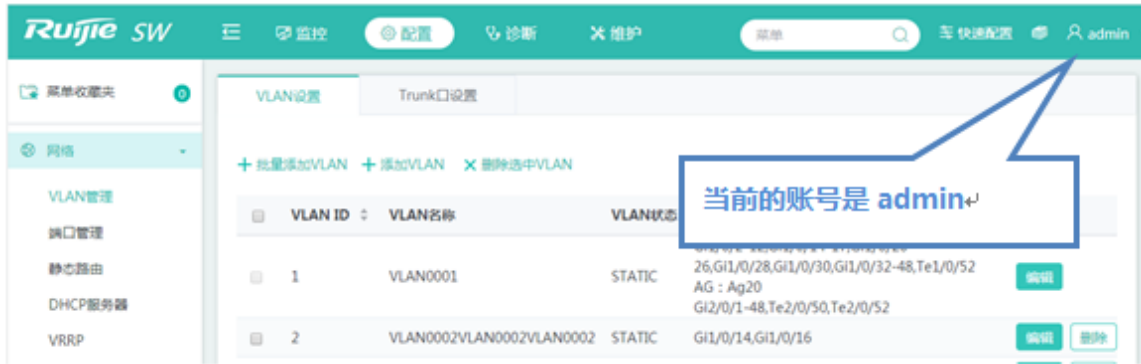 Ruijie SW
监控
配置
诊断
维护
菜单
快速配置
admin
菜单收藏夹
0
VLAN设置
Trunk口设置
网络
批量添加VLAN
添加VLAN
删除选中VLAN
当前的账号是 admin
VLAN管理
端口管理
静态路由
DHCP服务器
VRRP
VLAN ID
VLAN名称
VLAN状态
1
VLAN0001
STATIC
26,Gi1/0/28,Gi1/0/30,Gi1/0/32-48,Te1/0/52
AG : Ag20
Gi2/0/1-48,Te2/0/50,Te2/0/52
编辑
2
VLAN0002VLAN0002VLAN0002
STATIC
Gi1/0/14,Gi1/0/16
编辑
删除